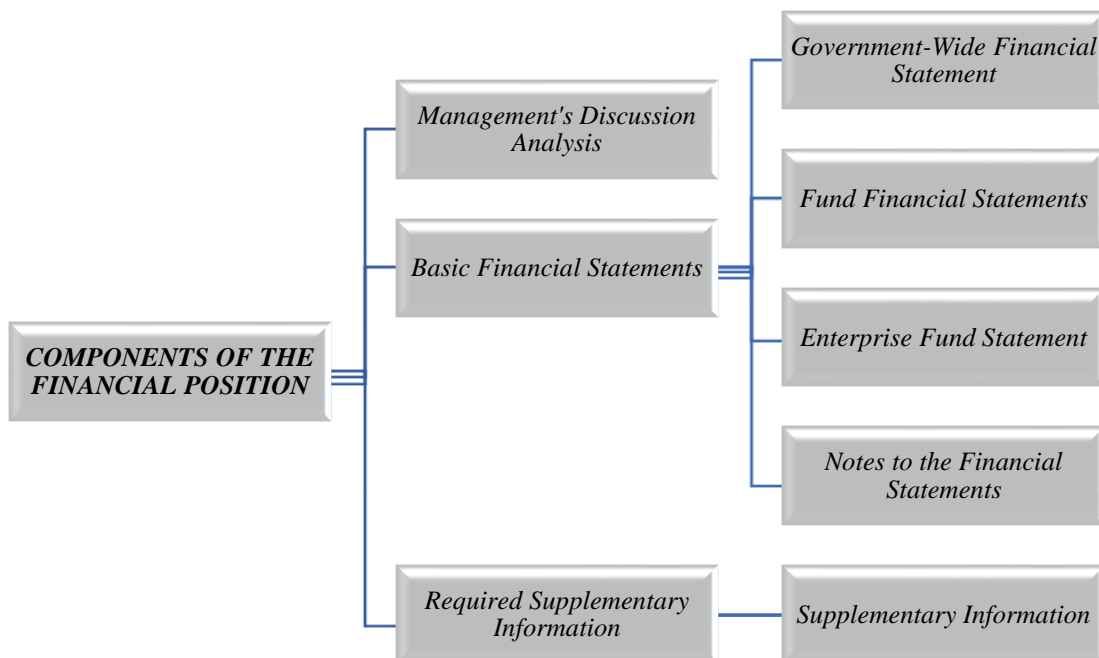 COMPONENTS OF THE
FINANCIAL POSITION
Management's Discussion
Analysis
Basic Financial Statements
Government-Wide Financial
Statement
Fund Financial Statements
Enterprise Fund Statement
Notes to the Financial
Statements
Required Supplementary
Information
Supplementary Information